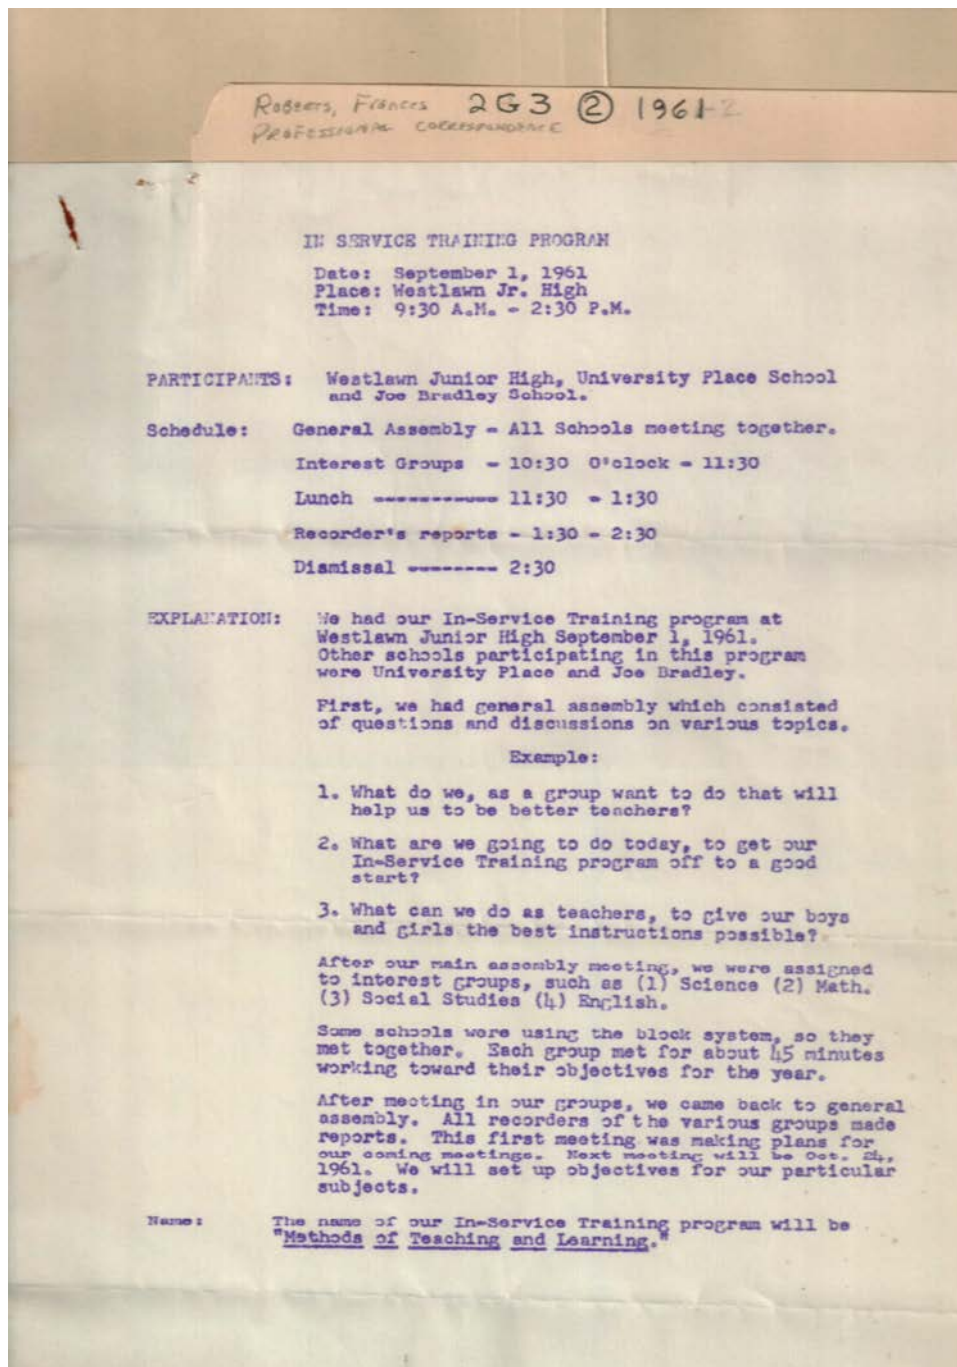 Roberts, Frances 2G3 ② 1961-2
PROFESSIONAL CORRESPONDENCE
IN SERVICE TRAINING PROGRAM
Date: September 1, 1961
Place: Westlawn Jr. High
Time: 9:30 A.M. - 2:30 P.M.
PARTICIPANTS: Westlawn Junior High, University Place School
and Joe Bradley School.
Schedule: General Assembly - All Schools meeting together.
Interest Groups - 10:30 O'clock - 11:30
Lunch ----------- 11:30 - 1:30
Recorder's reports - 1:30 - 2:30
Dismissal -------- 2:30
EXPLANATION: We had our In-Service Training program at
Westlawn Junior High September 1, 1961.
Other schools participating in this program
were University Place and Joe Bradley.
First, we had general assembly which consisted
of questions and discussions on various topics.
Example:
1. What do we, as a group want to do that will
help us to be better teachers?
2. What are we going to do today, to get our
In-Service Training program off to a good
start?
3. What can we do as teachers, to give our boys
and girls the best instructions possible?
After our main assembly meeting, we were assigned
to interest groups, such as (1) Science (2) Math.
(3) Social Studies (4) English.
Some schools were using the block system, so they
met together. Each group met for about 45 minutes
working toward their objectives for the year.
After meeting in our groups, we came back to general
assembly. All recorders of the various groups made
reports. This first meeting was making plans for
our coming meetings. Next meeting will be Oct. 24,
1961. We will set up objectives for our particular
subjects.
Name: The name of our In-Service Training program will be
"Methods of Teaching and Learning."